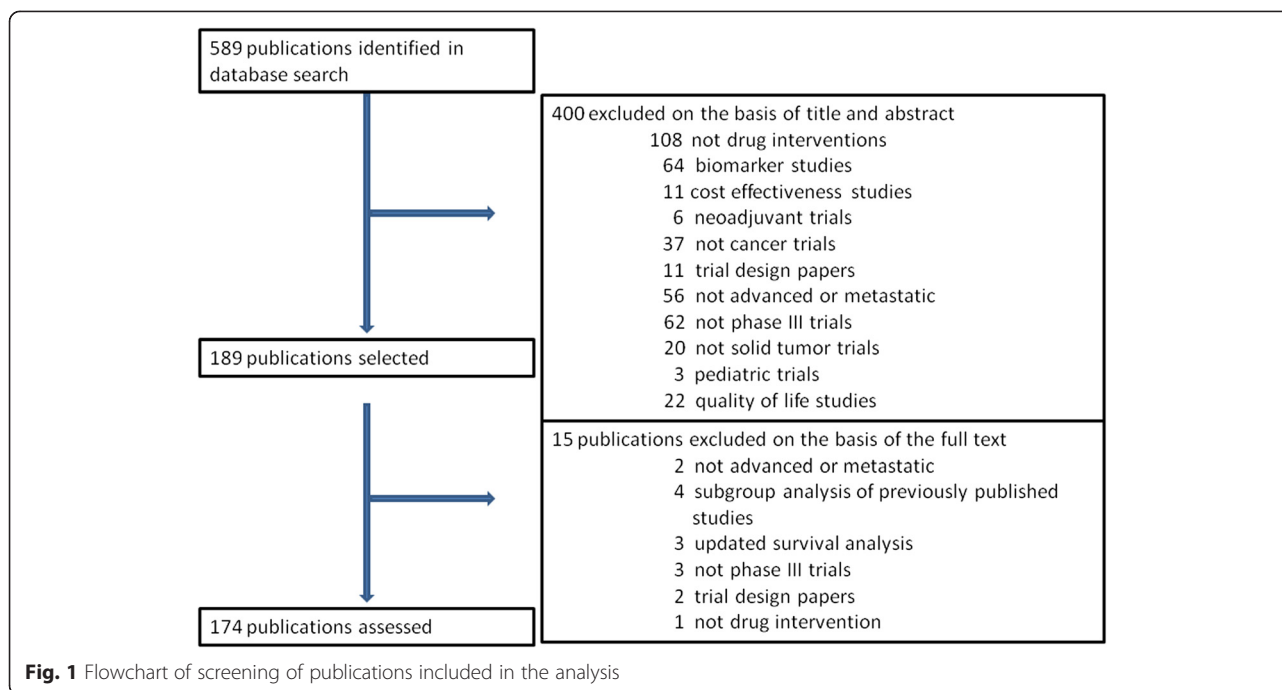 589 publications identified in
database search
400 excluded on the basis of title and abstract
108 not drug interventions
64 biomarker studies
11 cost effectiveness studies
6 neoadjuvant trials
37 not cancer trials
11 trial design papers
56 not advanced or metastatic
62 not phase III trials
20 not solid tumor trials
3 pediatric trials
22 quality of life studies
189 publications selected
15 publications excluded on the basis of the full text
2 not advanced or metastatic
4 subgroup analysis of previously published
studies
3 updated survival analysis
3 not phase III trials
2 trial design papers
1 not drug intervention
174 publications assessed
Fig. 1 Flowchart of screening of publications included in the analysis